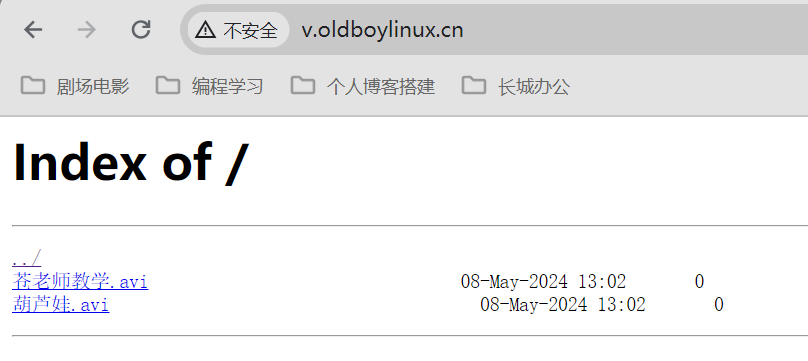 不安全 v.oldboylinux.cn
剧场电影 编程学习 个人博客搭建 长城办公
Index of /
../
苍老师教学.avi 08-May-2024 13:02 0
葫芦娃.avi 08-May-2024 13:02 0